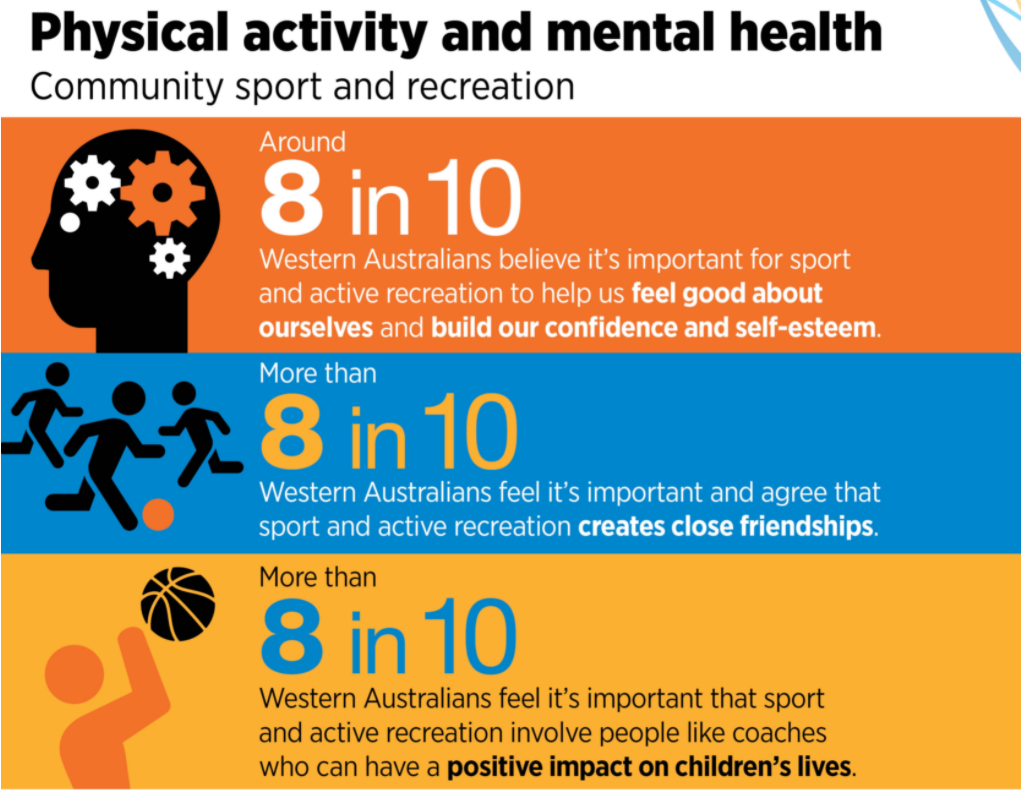 Physical activity and mental health
Community sport and recreation
Around
8 in 10
Western Australians believe it's important for sport
and active recreation to help us feel good about
ourselves and build our confidence and self-esteem.
More than
8 in 10
Western Australians feel it's important and agree that
sport and active recreation creates close friendships.
More than
8 in 10
Western Australians feel it's important that sport
and active recreation involve people like coaches
who can have a positive impact on children's lives.